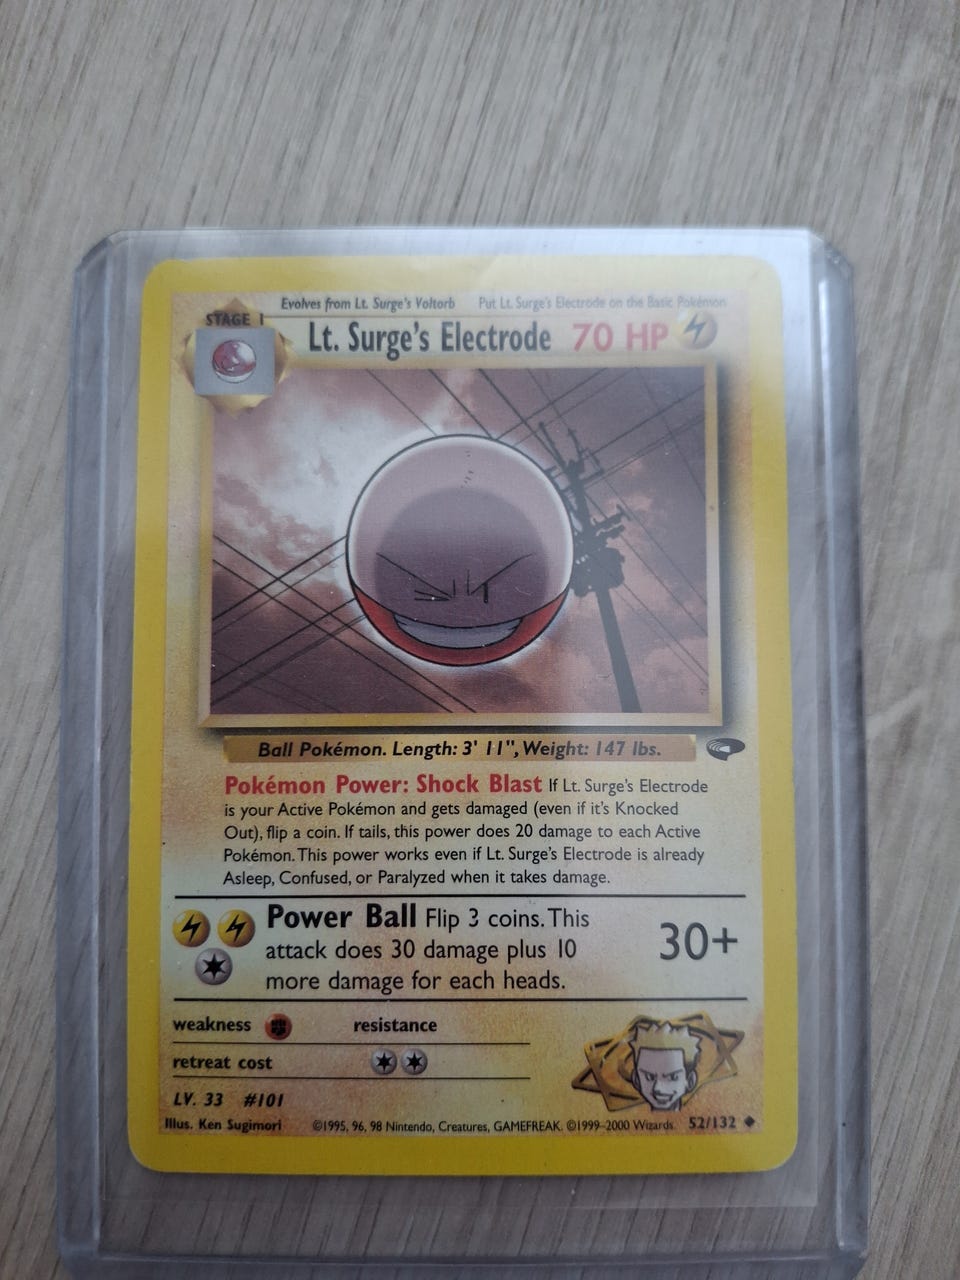 Evolves from Lt. Surge's Voltorb Put Lt. Surge's Electrode on the Basic Pokémon
STAGE 1
Lt. Surge's Electrode 70 HP
Ball Pokémon. Length: 3' 11", Weight: 147 lbs.
Pokémon Power: Shock Blast If Lt. Surge's Electrode
is your Active Pokémon and gets damaged (even if it's Knocked
Out), flip a coin. If tails, this power does 20 damage to each Active
Pokémon. This power works even if Lt. Surge's Electrode is already
Asleep, Confused, or Paralyzed when it takes damage.
Power Ball Flip 3 coins. This
attack does 30 damage plus 10
more damage for each heads.
30+
weakness resistance
retreat cost
LV. 33 #101
Illus. Ken Sugimori ©1995, 96, 98 Nintendo, Creatures, GAMEFREAK. ©1999–2000 Wizards. 52/132